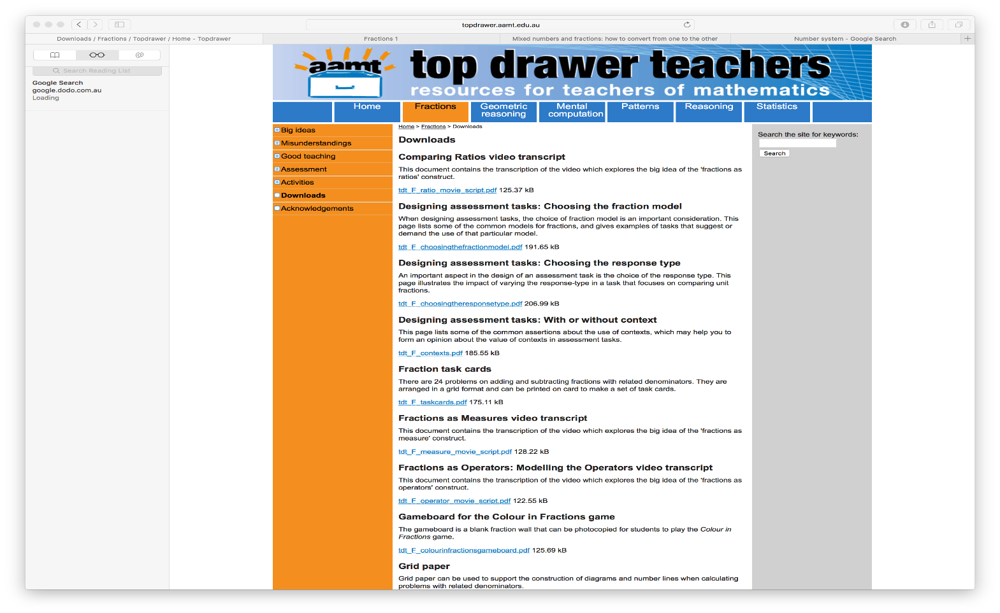 topdrawer.aamt.edu.au
Downloads / Fractions / Topdrawer / Home - Topdrawer
Fractions 1
Mixed numbers and fractions: how to convert from one to the other
Number system - Google Search
@
Search Reading List
Google Search
google.dodo.com.au
Loading
aamt
top drawer teachers
resources for teachers of mathematics
Home
Fractions
Geometric
reasoning
Mental
computation
Patterns
Reasoning
Statistics
Big ideas
Misunderstandings
Good teaching
Assessment
Activities
Downloads
Acknowledgements
Home > Fractions > Downloads
Downloads
Comparing Ratios video transcript
This document contains the transcription of the video which explores the big idea of the 'fractions as
ratios' construct.
tdt_F_ratio_movie_script.pdf 125.37 kB
Designing assessment tasks: Choosing the fraction model
When designing assessment tasks, the choice of fraction model is an important consideration. This
page lists some of the common models for fractions, and gives examples of tasks that suggest or
demand the use of that particular model.
tdt_F_choosingthefractionmodel.pdf 191.65 kB
Designing assessment tasks: Choosing the response type
An important aspect in the design of an assessment task is the choice of the response type. This
page illustrates the impact of varying the response-type in a task that focuses on comparing unit
fractions.
tdt_F_choosingtheresponsetype.pdf 206.99 kB
Designing assessment tasks: With or without context
This page lists some of the common assertions about the use of contexts, which may help you to
form an opinion about the value of contexts in assessment tasks.
tdt_F_contexts.pdf 185.55 kB
Fraction task cards
There are 24 problems on adding and subtracting fractions with related denominators. They are
arranged in a grid format and can be printed on card to make a set of task cards.
tdt_F_taskcards.pdf 175.11 kB
Fractions as Measures video transcript
This document contains the transcription of the video which explores the big idea of the 'fractions as
measure' construct.
tdt_F_measure_movie_script.pdf 128.22 kB
Fractions as Operators: Modelling the Operators video transcript
This document contains the transcription of the video which explores the big idea of the 'fractions as
operators' construct.
tdt_F_operator_movie_script.pdf 122.55 kB
Gameboard for the Colour in Fractions game
The gameboard is a blank fraction wall that can be photocopied for students to play the Colour in
Fractions game.
tdt_F_colourinfractionsgameboard.pdf 125.69 kB
Grid paper
Grid paper can be used to support the construction of diagrams and number lines when calculating
problems with related denominators.
Search the site for keywords:
Search